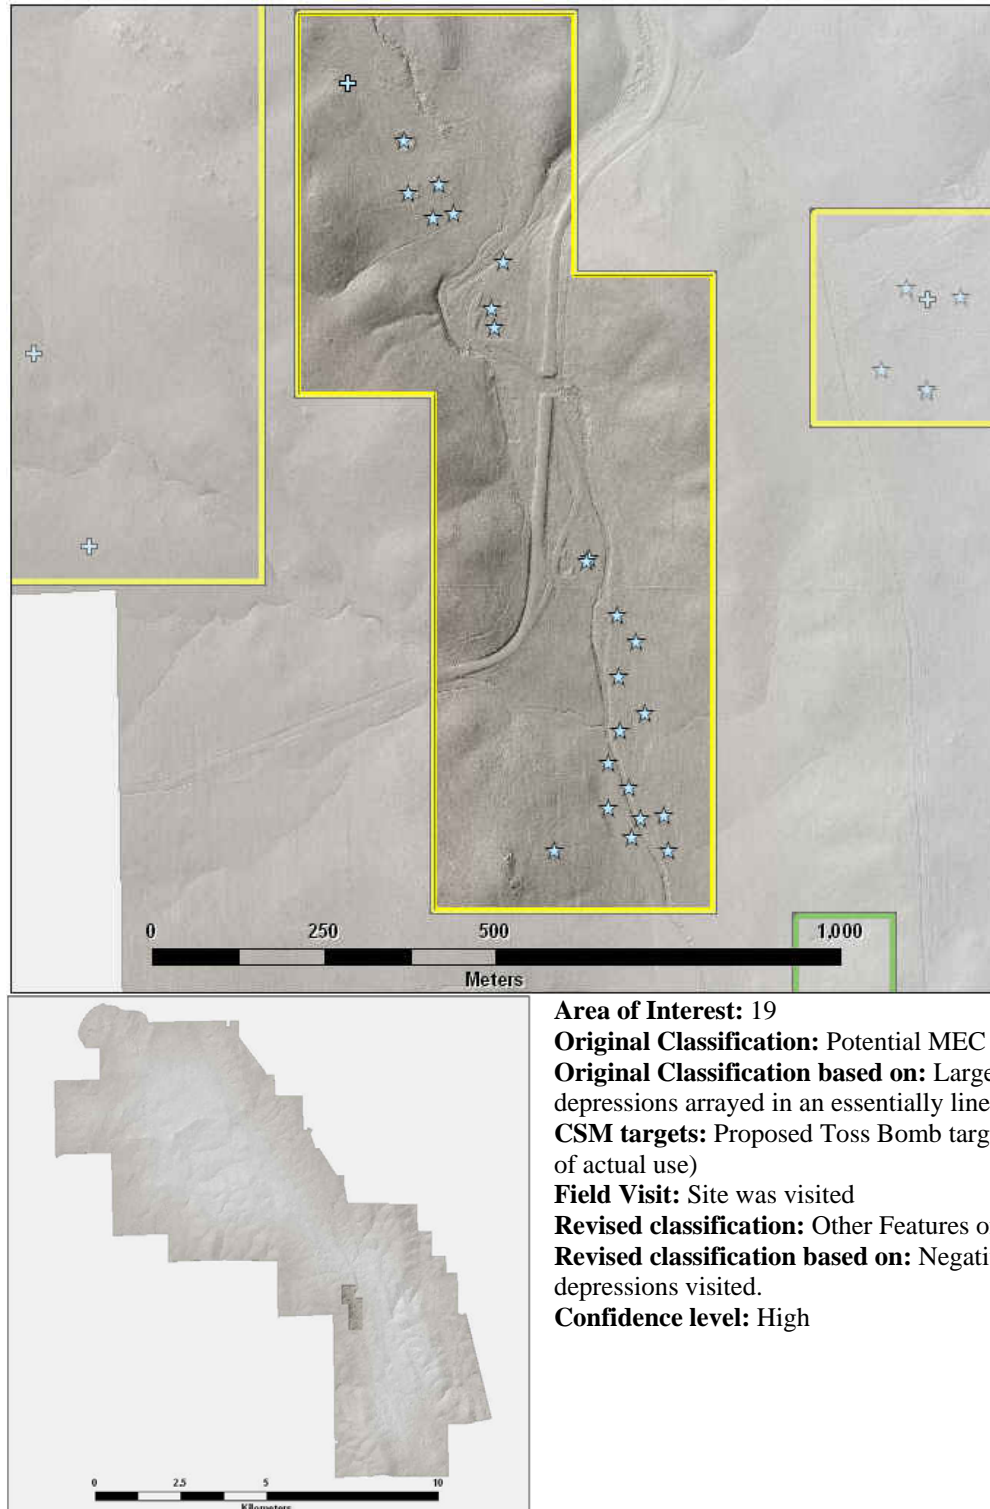 0 250 500 1,000
Meters
Area of Interest: 19
Original Classification: Potential MEC
Original Classification based on: Large
depressions arrayed in an essentially line
CSM targets: Proposed Toss Bomb targ
of actual use)
Field Visit: Site was visited
Revised classification: Other Features o
Revised classification based on: Negati
depressions visited.
Confidence level: High
0 2.5 5 10
Kilometers